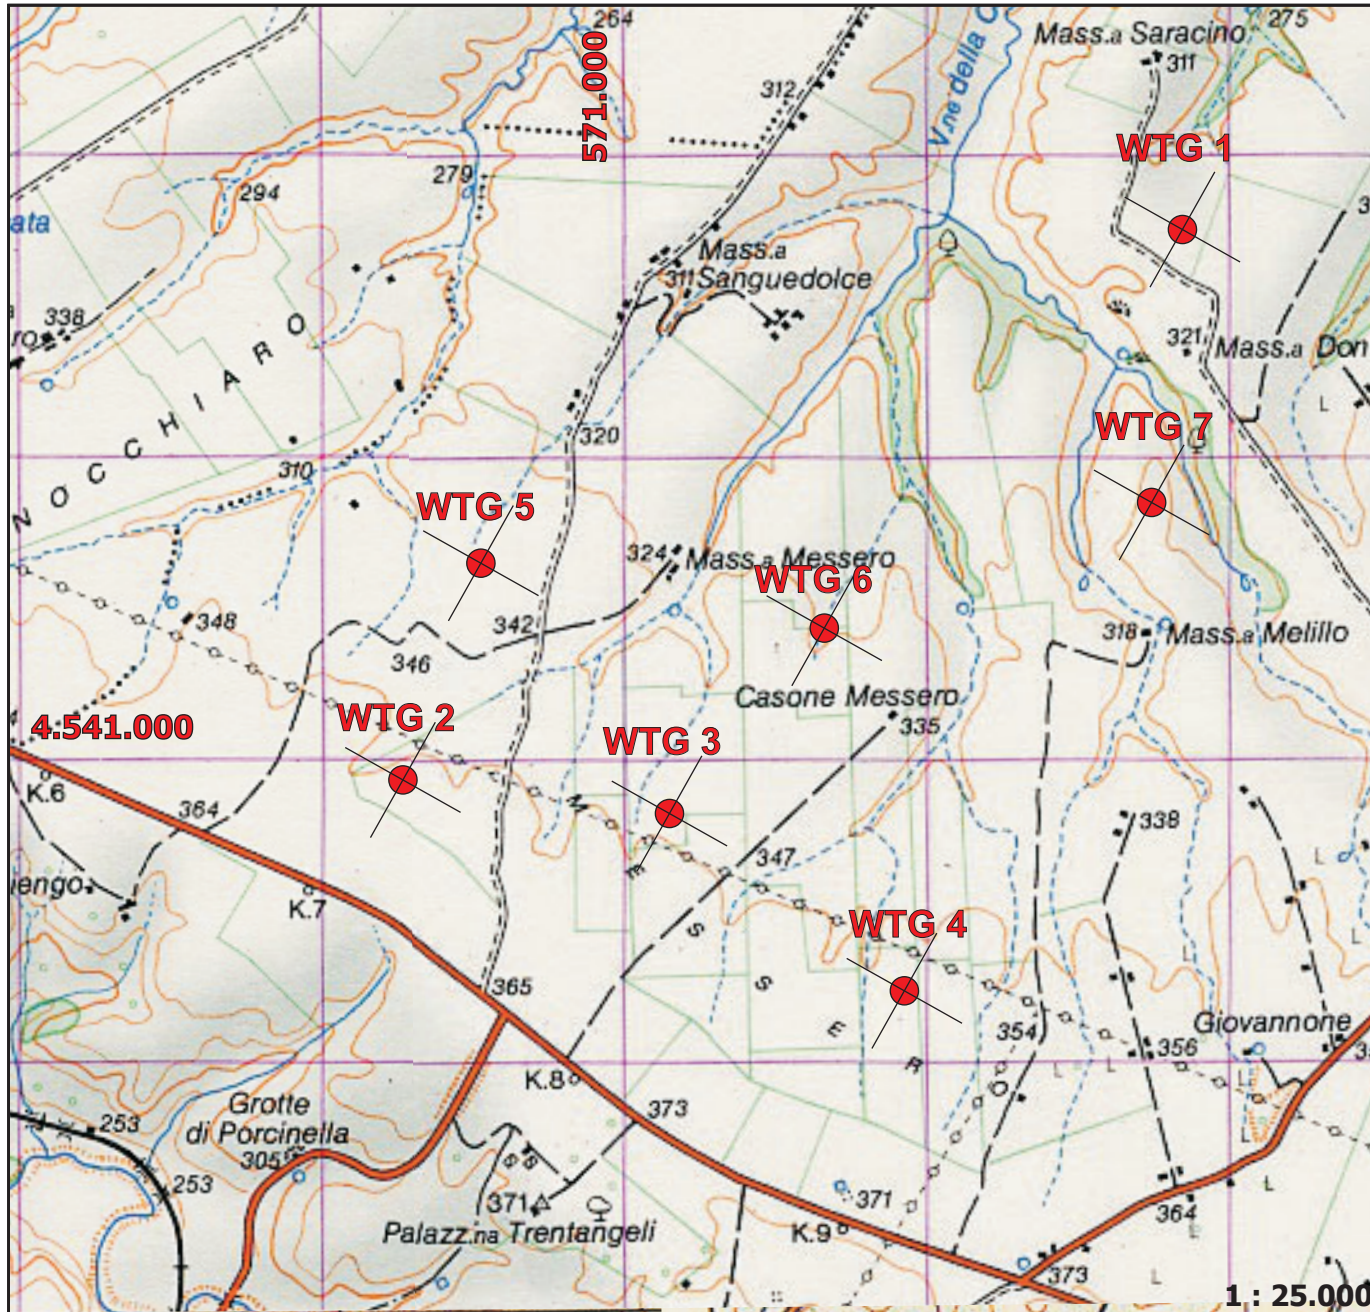 264
571.000
312
V.ne della C
Mass.a Saracino
275
311
WTG 1
294
279
ata
Mass.a
311 Sanguedolce
338
ro
321
Mass.a Don
L
NOCCHIARO
320
WTG 7
310
WTG 5
324
Mass.a Messero
WTG 6
348
342
346
318
Mass.a Melillo
Casone Messero
335
4.541.000
WTG 2
WTG 3
K.6
364
347
338
L
iengo
K.7
WTG 4
L
L
MESSER
O
365
354
Giovannone
356
L
L
L
K.8
373
Grotte
di Porcinella
305
253
253
L
L
371
Palazz.na Trentangeli
371
K.9
364
373
L
1 : 25.000